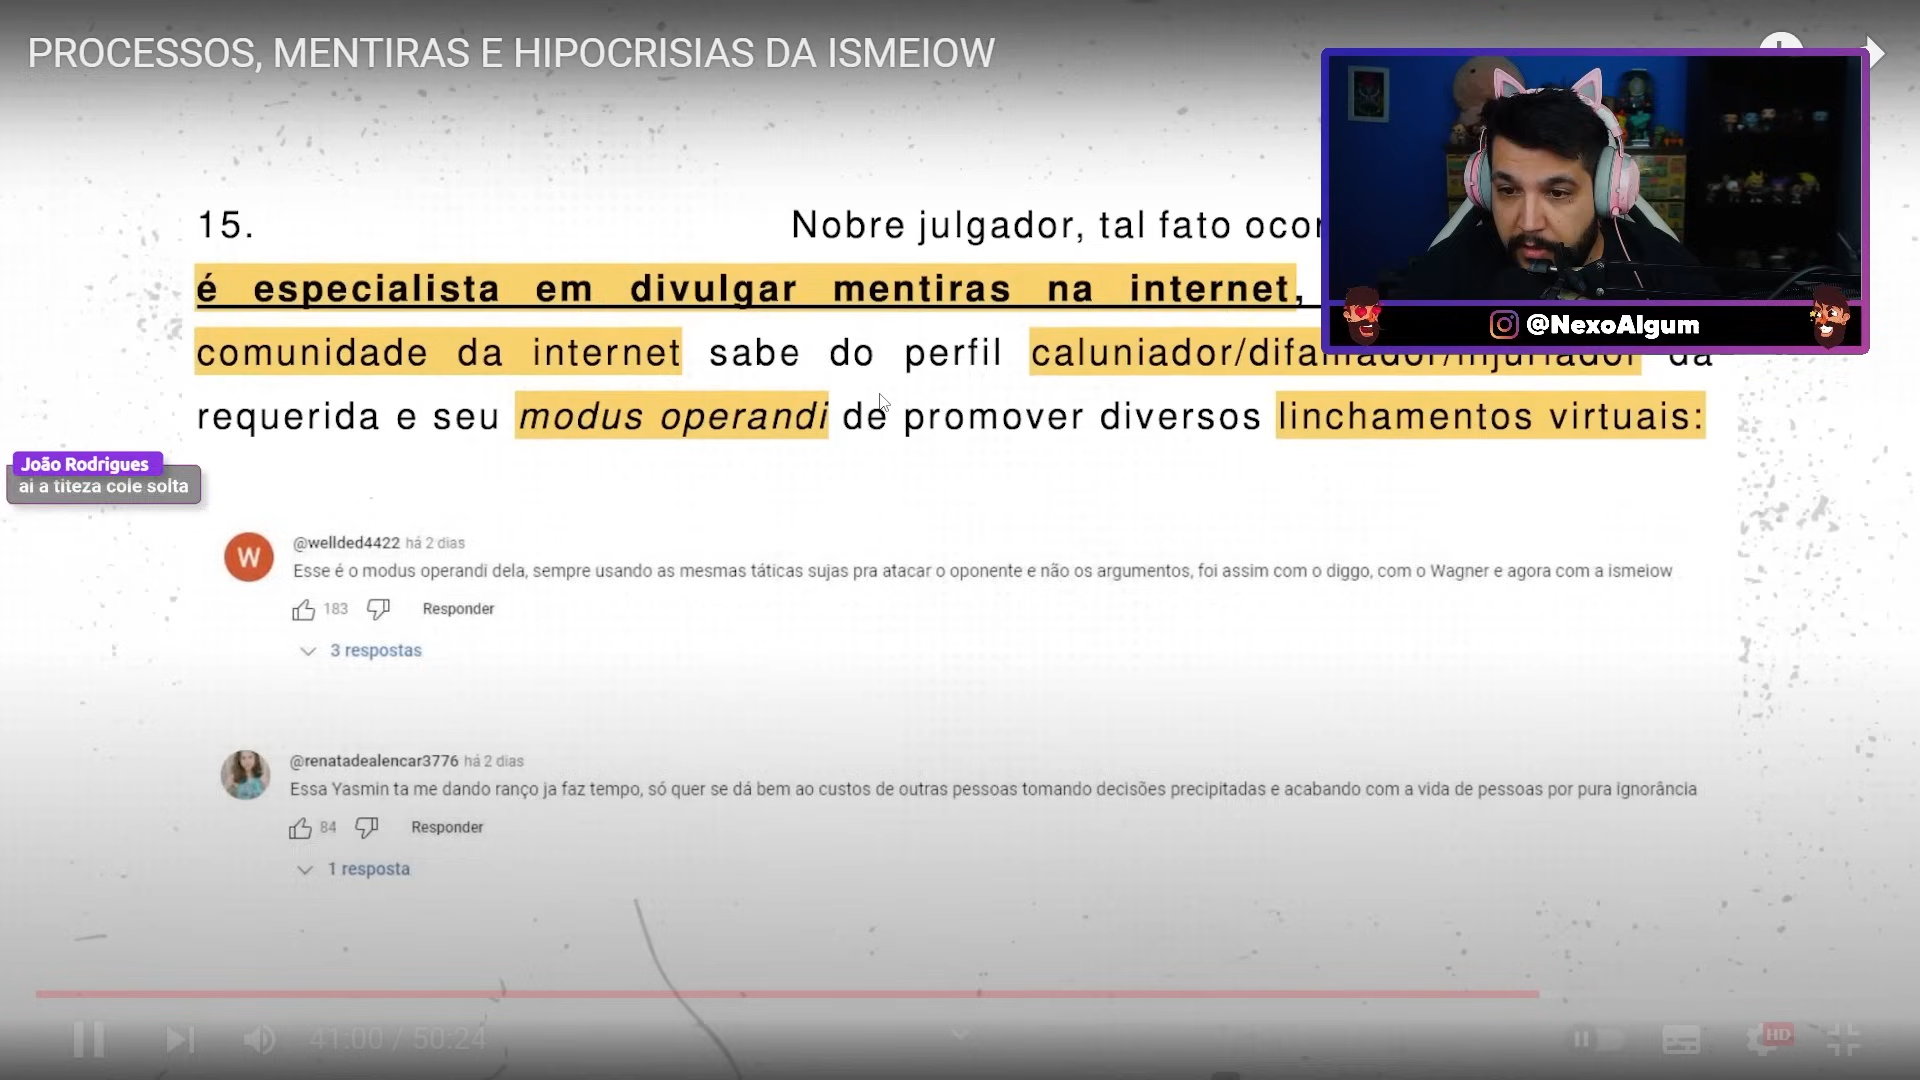 PROCESSOS, MENTIRAS E HIPOCRISIAS DA ISMEIOW
15. Nobre julgador, tal fato
é especialista em divulgar mentiras na internet,
comunidade da internet sabe do perfil caluniador/difamador/injuriador da
requerida e seu modus operandi de promover diversos linchamentos virtuais:
@NexoAlgum
João Rodrigues
ai a titeza cole solta
W
@wellded4422 há 2 dias
Esse é o modus operandi dela, sempre usando as mesmas táticas sujas pra atacar o oponente e não os argumentos, foi assim com o diggo, com o Wagner e agora com a ismeiow
183 Responder
3 respostas
@renatadealencar3776 há 2 dias
Essa Yasmin ta me dando ranço ja faz tempo, só quer se dá bem ao custos de outras pessoas tomando decisões precipitadas e acabando com a vida de pessoas por pura ignorância
84 Responder
1 resposta
41:00 / 50:24
HD